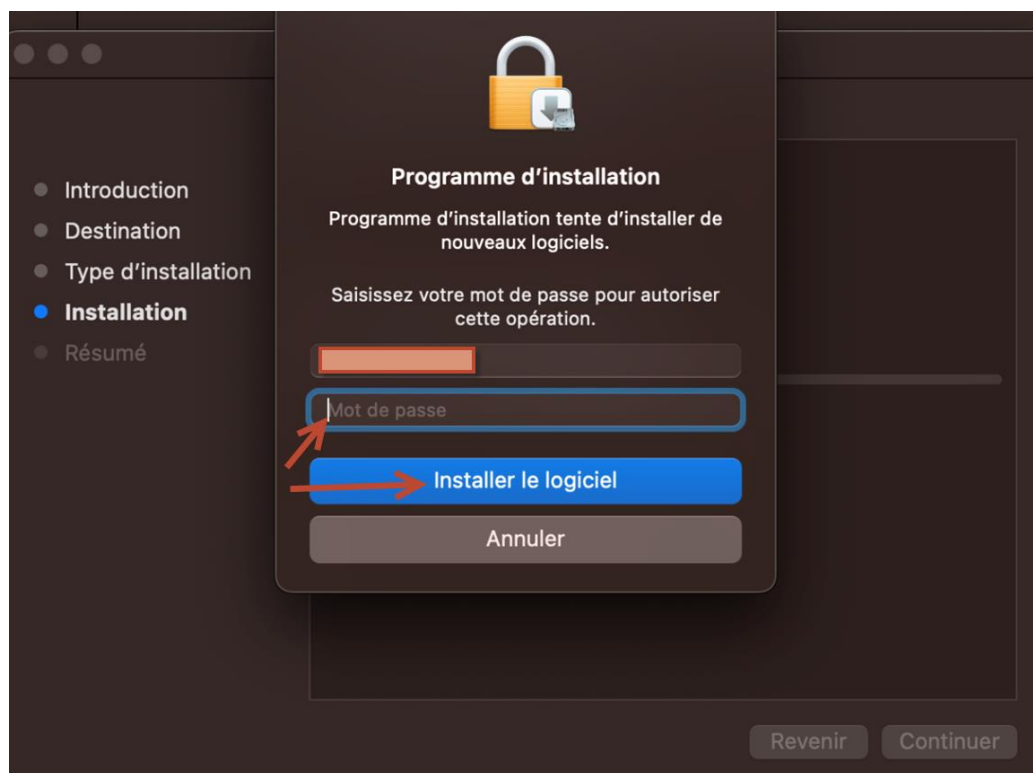 Programme d'installation
Programme d'installation tente d'installer de
nouveaux logiciels.
Saisissez votre mot de passe pour autoriser
cette opération.
Mot de passe
Installer le logiciel
Annuler
Introduction
Destination
Type d'installation
Installation
Résumé
Revenir
Continuer